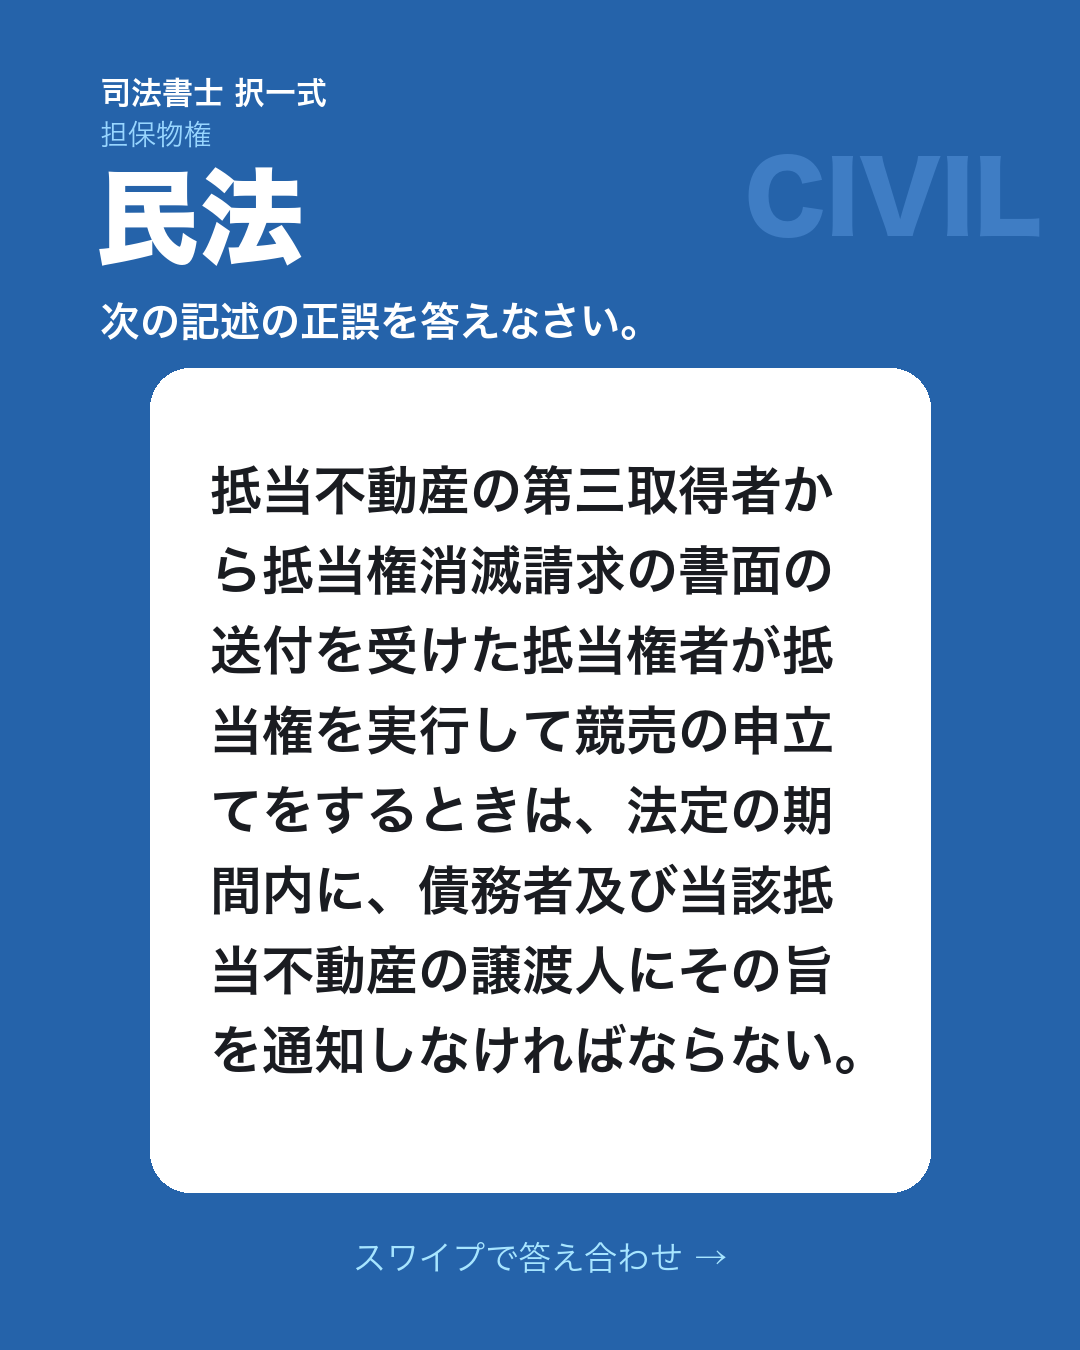 司法書士 択一式
担保物権
民法
CIVIL
次の記述の正誤を答えなさい。
抵当不動産の第三取得者か
ら抵当権消滅請求の書面の
送付を受けた抵当権者が抵
当権を実行して競売の申立
てをするときは、法定の期
間内に、債務者及び当該抵
当不動産の譲渡人にその旨
を通知しなければならない。
スワイプで答え合わせ →